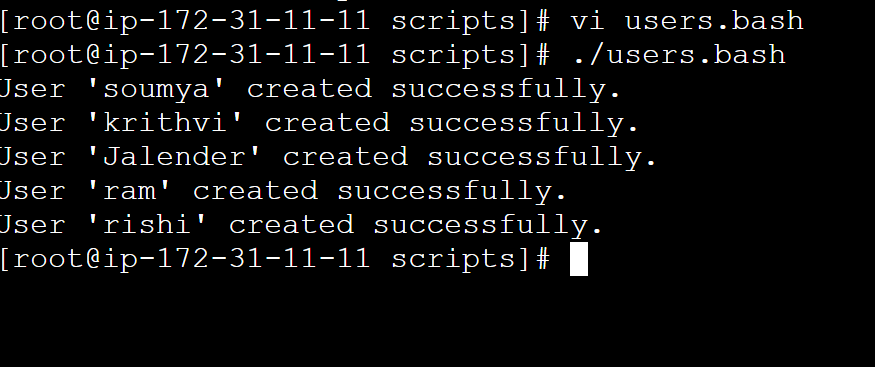 [root@ip-172-31-11-11 scripts]# vi users.bash
[root@ip-172-31-11-11 scripts]# ./users.bash
User 'soumya' created successfully.
User 'krithvi' created successfully.
User 'Jalender' created successfully.
User 'ram' created successfully.
User 'rishi' created successfully.
[root@ip-172-31-11-11 scripts]#